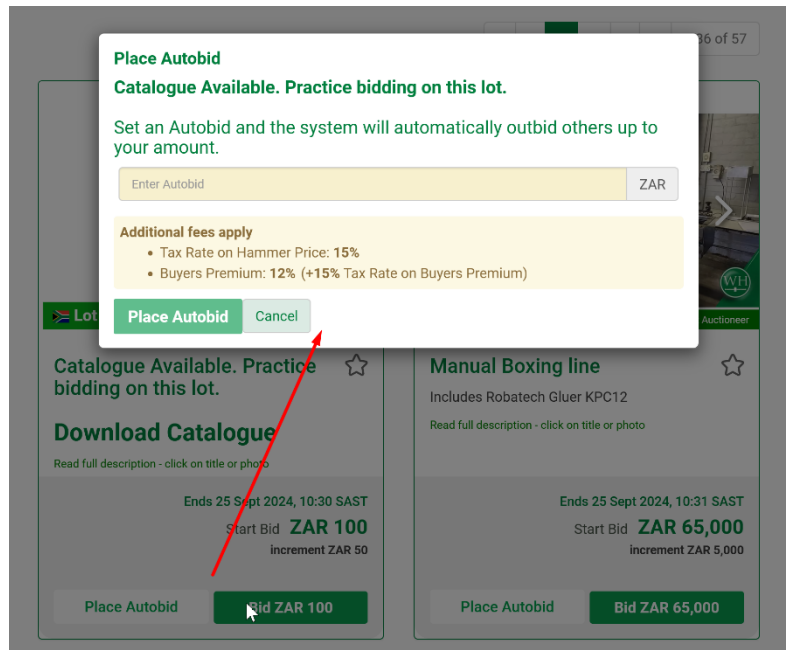 36 of 57
Place Autobid
Catalogue Available. Practice bidding on this lot.
Set an Autobid and the system will automatically outbid others up to
your amount.
Enter Autobid
ZAR
Additional fees apply
• Tax Rate on Hammer Price: 15%
• Buyers Premium: 12% (+15% Tax Rate on Buyers Premium)
Place Autobid
Cancel
WH
Lot
Auctioneer
Catalogue Available. Practice
bidding on this lot.
Download Catalogue
Read full description - click on title or photo
Ends 25 Sept 2024, 10:30 SAST
Start Bid ZAR 100
increment ZAR 50
Place Autobid
Bid ZAR 100
Manual Boxing line
Includes Robatech Gluer KPC12
Read full description - click on title or photo
Ends 25 Sept 2024, 10:31 SAST
Start Bid ZAR 65,000
increment ZAR 5,000
Place Autobid
Bid ZAR 65,000